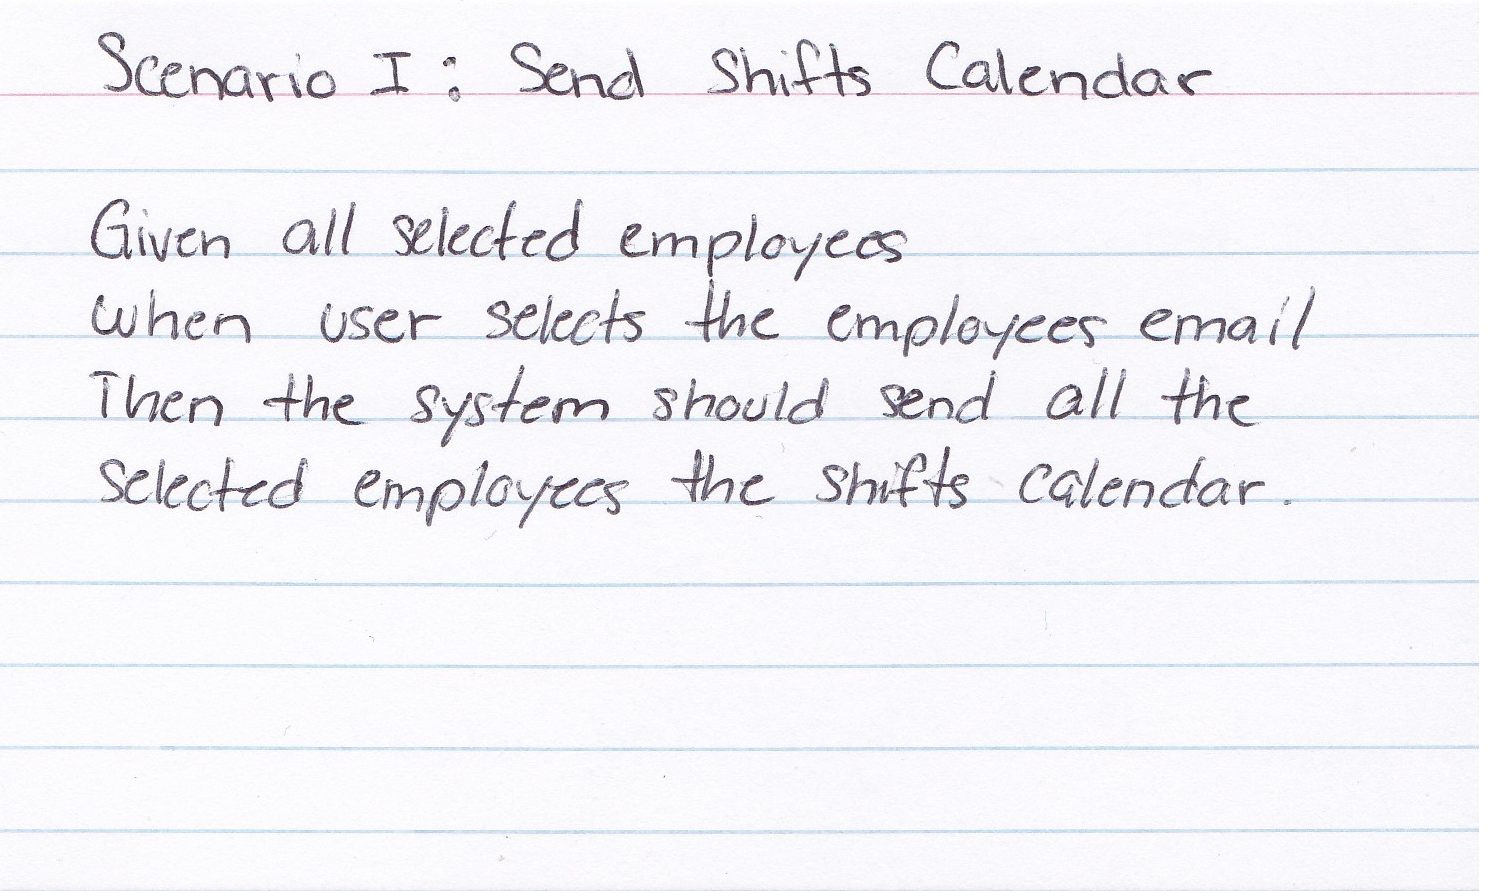 Scenario I: Send Shifts Calendar
Given all selected employees
When user selects the employees email
Then the system should send all the
selected employees the shifts calendar.